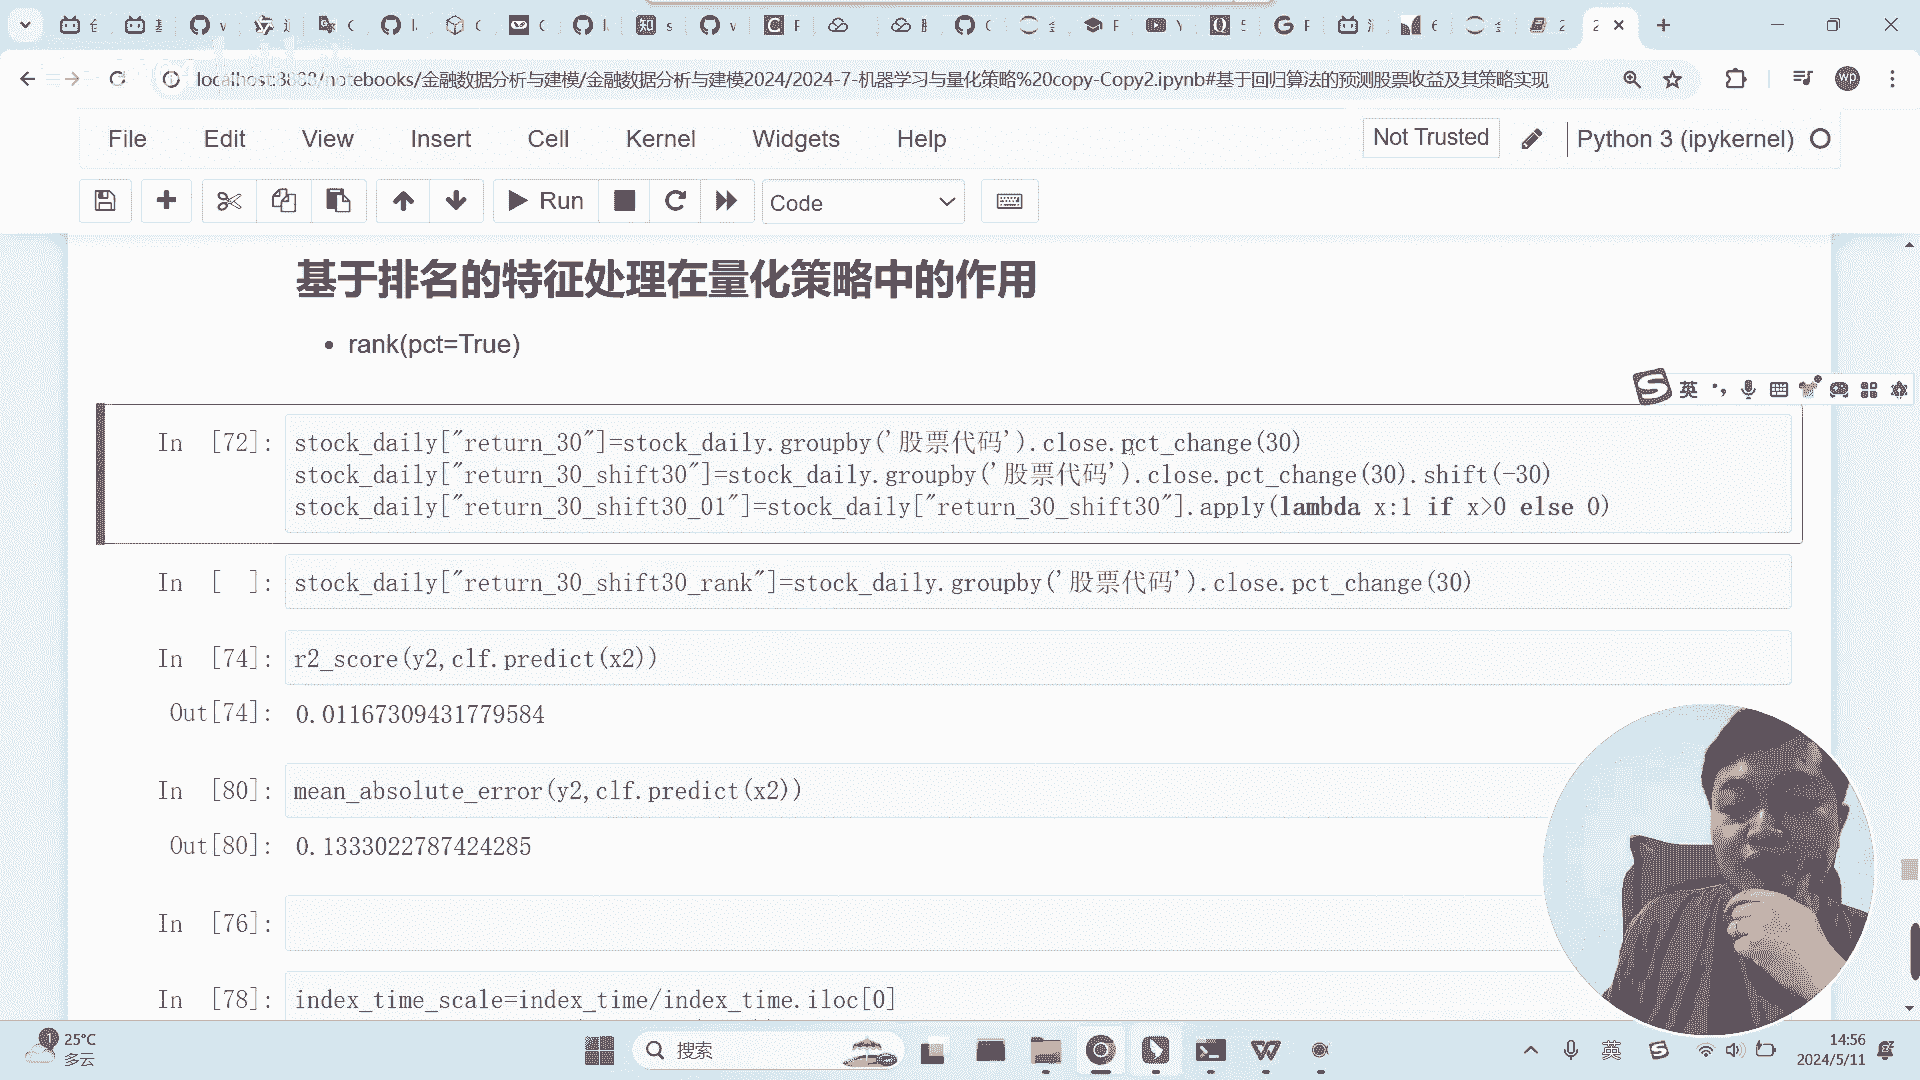 localhost:8888/notebooks/金融数据分析与建模/金融数据分析与建模2024/2024-7-机器学习与量化策略%20copy-Copy2.ipynb#基于回归算法的预测股票收益及其策略实现
wp
File Edit View Insert Cell Kernel Widgets Help
Not Trusted
Python 3 (ipykernel)
Run
Code
基于排名的特征处理在量化策略中的作用
• rank(pct=True)
英
In [72]: stock_daily["return_30"]=stock_daily.groupby('股票代码').close.pct_change(30)
stock_daily["return_30_shift30"]=stock_daily.groupby('股票代码').close.pct_change(30).shift(-30)
stock_daily["return_30_shift30_01"]=stock_daily["return_30_shift30"].apply(lambda x:1 if x>0 else 0)
In [ ]: stock_daily["return_30_shift30_rank"]=stock_daily.groupby('股票代码').close.pct_change(30)
In [74]: r2_score(y2,clf.predict(x2))
Out[74]: 0.01167309431779584
In [80]: mean_absolute_error(y2,clf.predict(x2))
Out[80]: 0.1333022787424285
In [76]:
In [78]: index_time_scale=index_time/index_time.iloc[0]
25°C
多云
搜索
英
14:56
2024/5/11